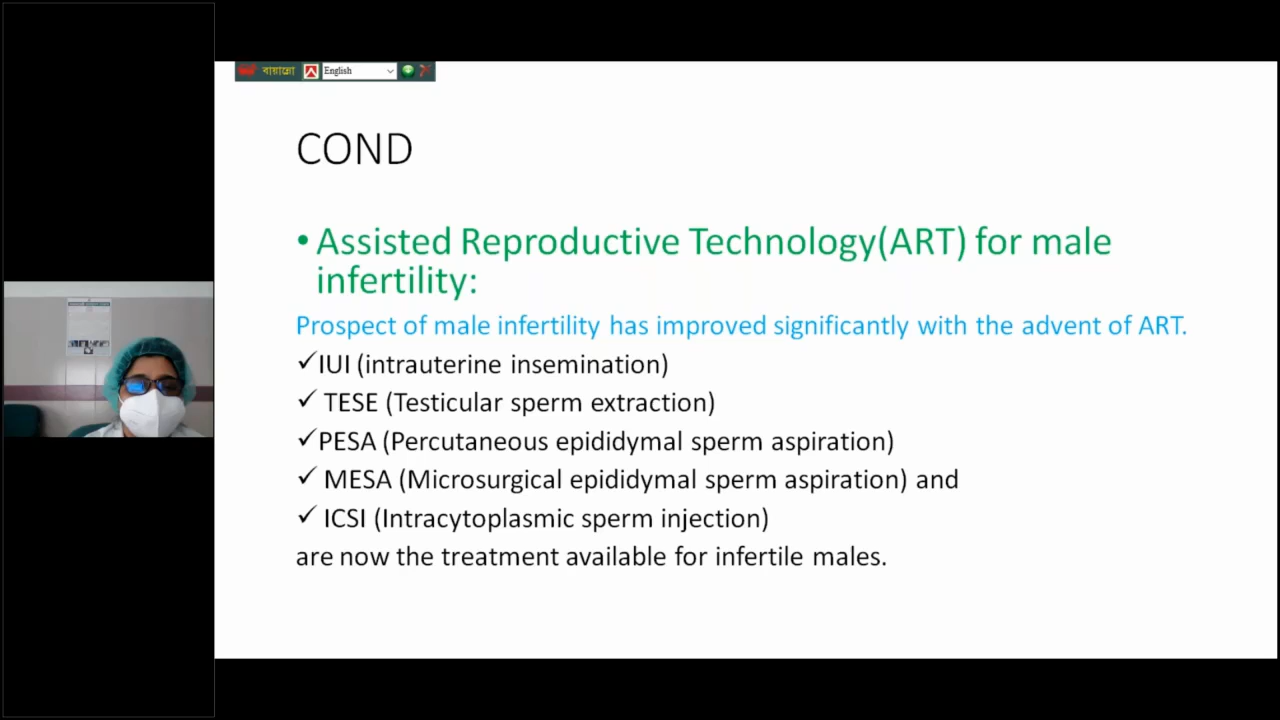 বায়ান্নো
English
COND
• Assisted Reproductive Technology(ART) for male
infertility:
Prospect of male infertility has improved significantly with the advent of ART.
✓IUI (intrauterine insemination)
✓ TESE (Testicular sperm extraction)
✓PESA (Percutaneous epididymal sperm aspiration)
✓ MESA (Microsurgical epididymal sperm aspiration) and
✓ ICSI (Intracytoplasmic sperm injection)
are now the treatment available for infertile males.